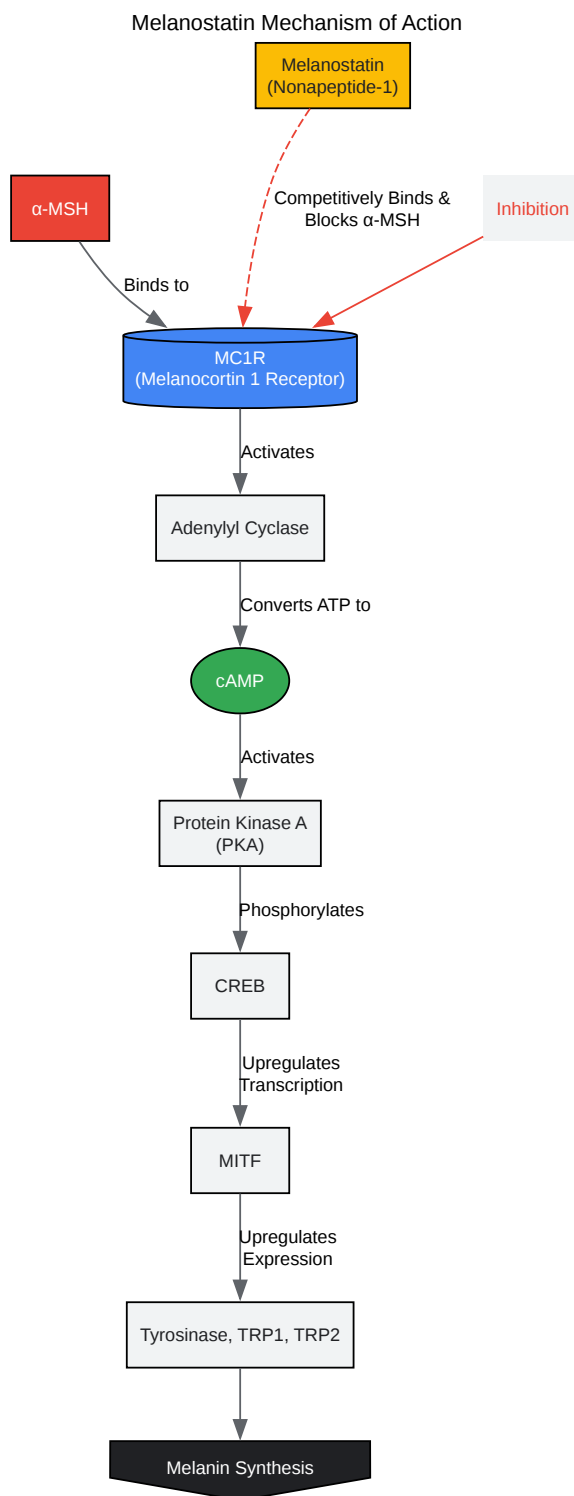 Melanostatin Mechanism of Action
Melanostatin
(Nonapeptide-1)
α-MSH
Competitively Binds &
Blocks α-MSH
Inhibition
Binds to
MC1R
(Melanocortin 1 Receptor)
Activates
Adenylyl Cyclase
Converts ATP to
cAMP
Activates
Protein Kinase A
(PKA)
Phosphorylates
CREB
Upregulates
Transcription
MITF
Upregulates
Expression
Tyrosinase, TRP1, TRP2
Melanin Synthesis